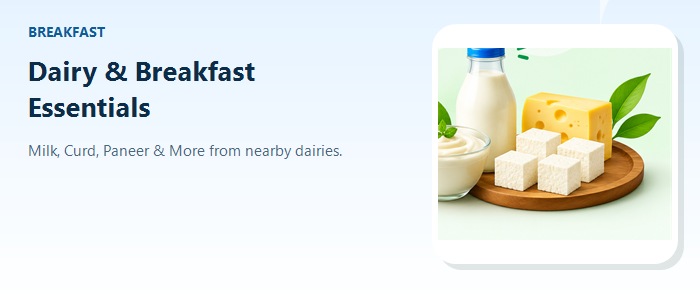 BREAKFAST
Dairy & Breakfast
Essentials
Milk, Curd, Paneer & More from nearby dairies.